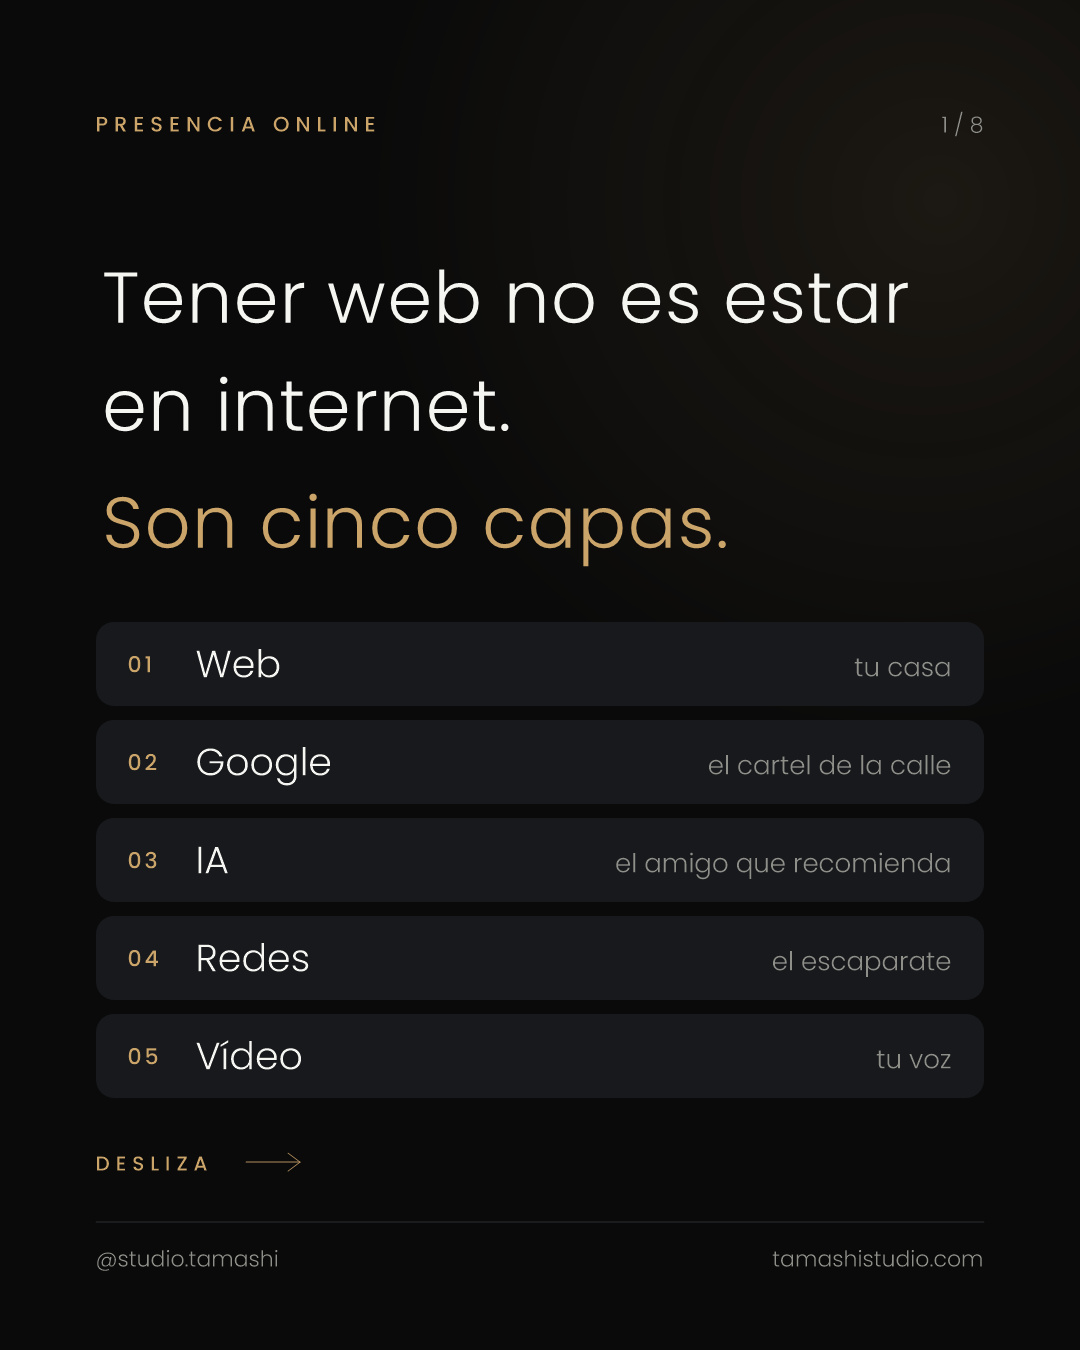 PRESENCIA ONLINE
1 / 8
Tener web no es estar
en internet.
Son cinco capas.
01 Web tu casa
02 Google el cartel de la calle
03 IA el amigo que recomienda
04 Redes el escaparate
05 Vídeo tu voz
DESLIZA
@studio.tamashi
tamashistudio.com